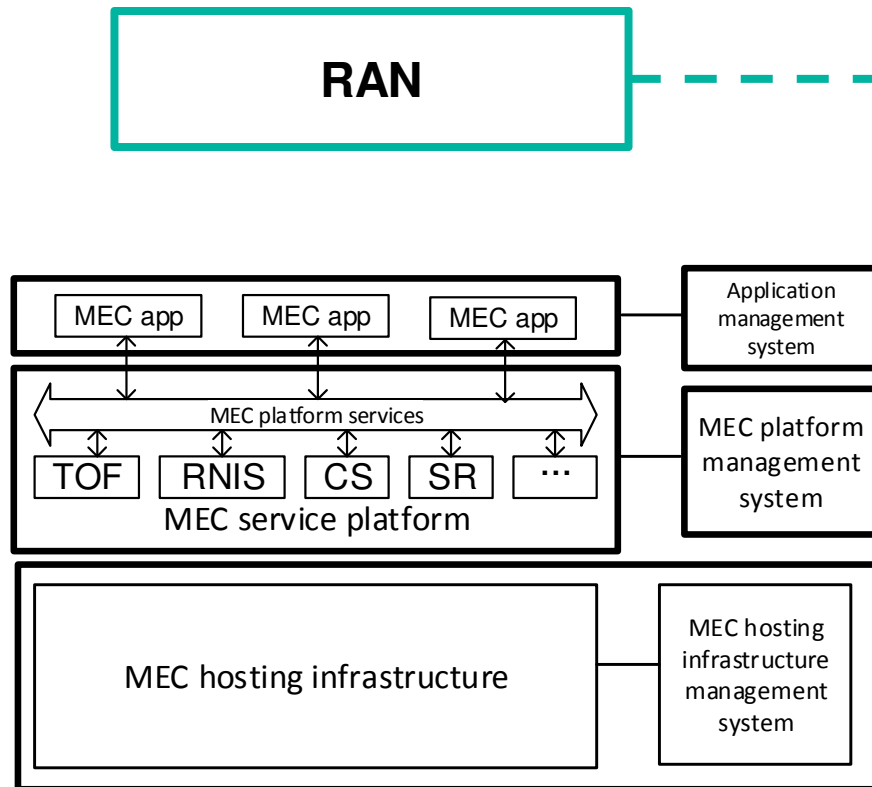 RAN
MEC app
MEC app
MEC app
Application
management
system
MEC platform services
TOF
RNIS
CS
SR
...
MEC service platform
MEC platform
management
system
MEC hosting infrastructure
MEC hosting
infrastructure
management
system